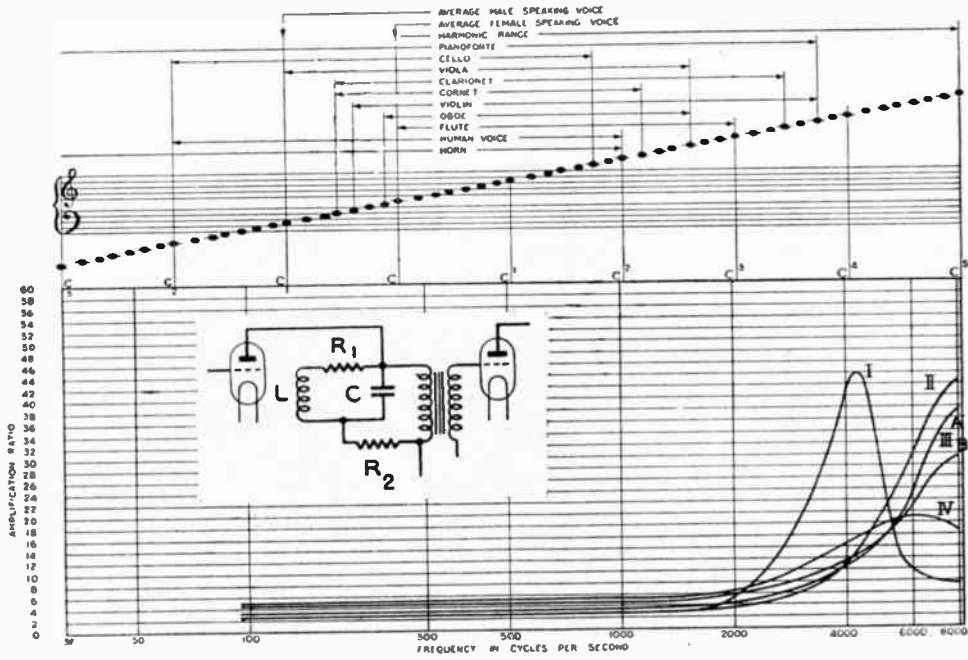 AVERAGE MALE SPEAKING VOICE
AVERAGE FEMALE SPEAKING VOICE
HARMONIC RANGE
PIANOFORTE
CELLO
VIOLA
CLARIONET
CORNET
VIOLIN
OBOE
FLUTE
HUMAN VOICE
HORN
C C2 C C C1 C2 C3 C4 C5
60
58
56
54
52
50
48
46
44
42
40
38
36
34
32
30
28
26
24
22
20
18
16
14
12
10
8
6
4
2
0
AMPLIFICATION RATIO
R1
L
C
R2
I
II
A
III
B
IV
50 100 300 500 1000 2000 4000 6000 8000
FREQUENCY IN CYCLES PER SECOND